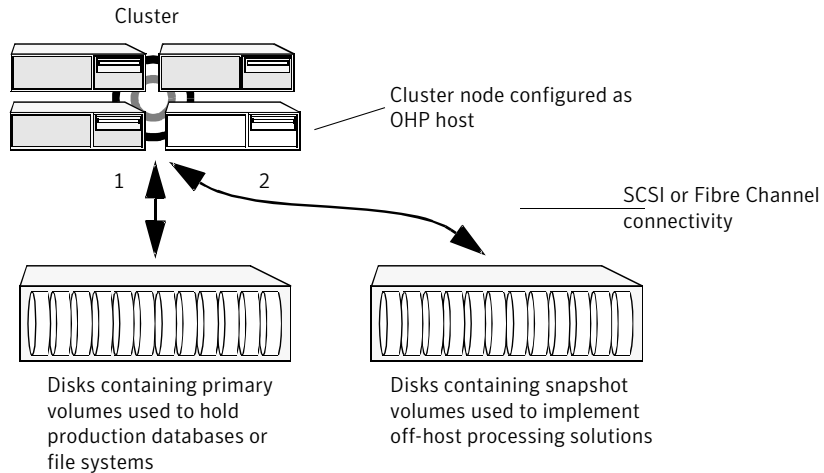 Cluster
Cluster node configured as
OHP host
1
2
SCSI or Fibre Channel
connectivity
Disks containing primary
volumes used to hold
production databases or
file systems
Disks containing snapshot
volumes used to implement
off-host processing solutions